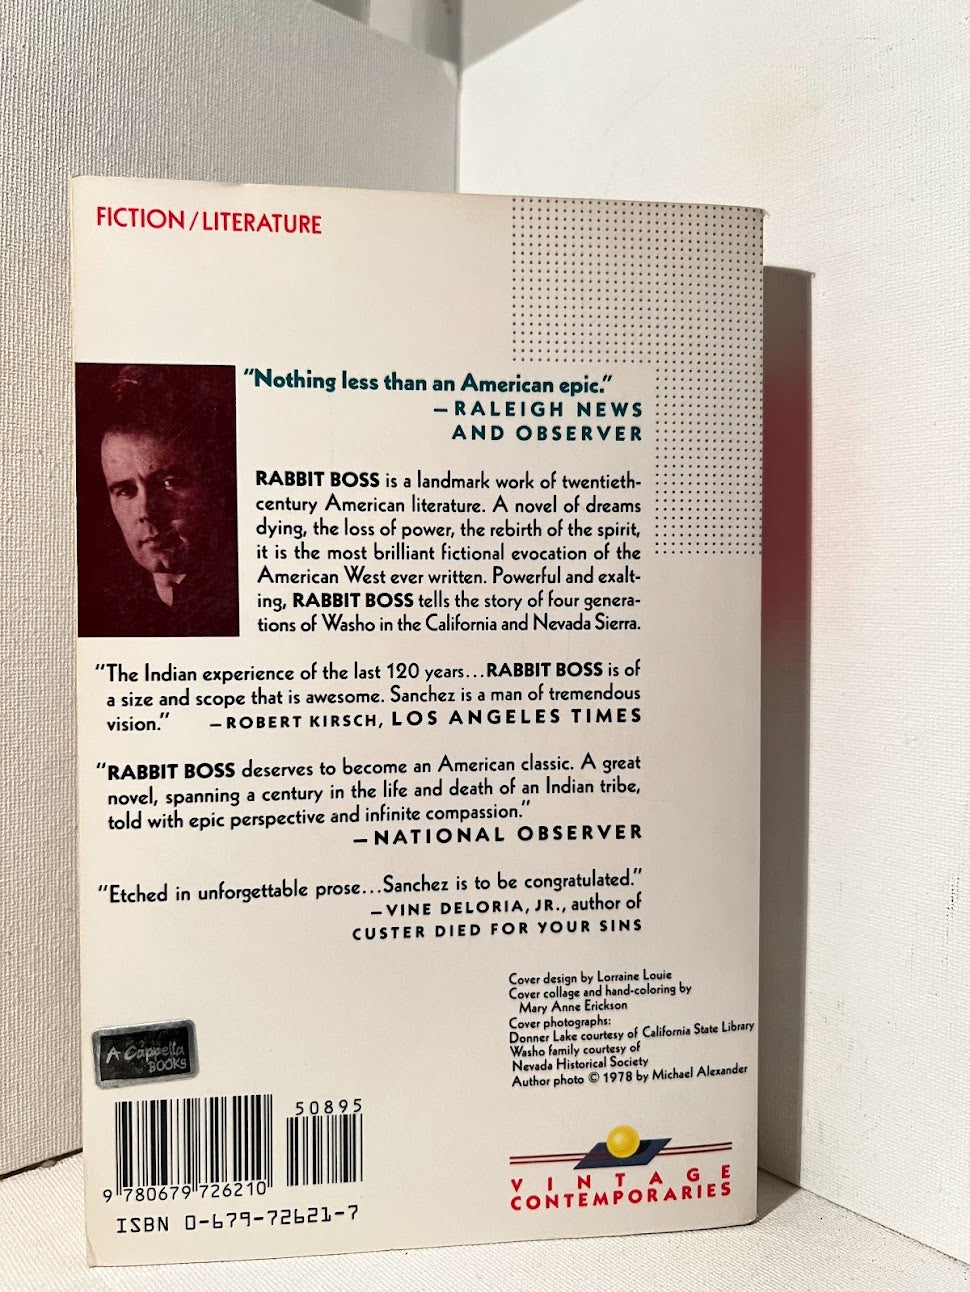 FICTION/LITERATURE
"Nothing less than an American epic."
—RALEIGH NEWS
AND OBSERVER
RABBIT BOSS is a landmark work of twentieth-
century American literature. A novel of dreams
dying, the loss of power, the rebirth of the spirit,
it is the most brilliant fictional evocation of the
American West ever written. Powerful and exalt-
ing, RABBIT BOSS tells the story of four genera-
tions of Washo in the California and Nevada Sierra.
"The Indian experience of the last 120 years...RABBIT BOSS is of
a size and scope that is awesome. Sanchez is a man of tremendous
vision." —ROBERT KIRSCH, LOS ANGELES TIMES
"RABBIT BOSS deserves to become an American classic. A great
novel, spanning a century in the life and death of an Indian tribe,
told with epic perspective and infinite compassion."
—NATIONAL OBSERVER
"Etched in unforgettable prose...Sanchez is to be congratulated."
—VINE DELORIA, JR., author of
CUSTER DIED FOR YOUR SINS
Cover design by Lorraine Louie
Cover collage and hand-coloring by
Mary Anne Erickson
Cover photographs:
Donner Lake courtesy of California State Library
Washo family courtesy of
Nevada Historical Society
Author photo © 1978 by Michael Alexander
A Cappella
BOOKS
50895
9 780679 726210
ISBN 0-679-72621-7
VINTAGE
CONTEMPORARIES